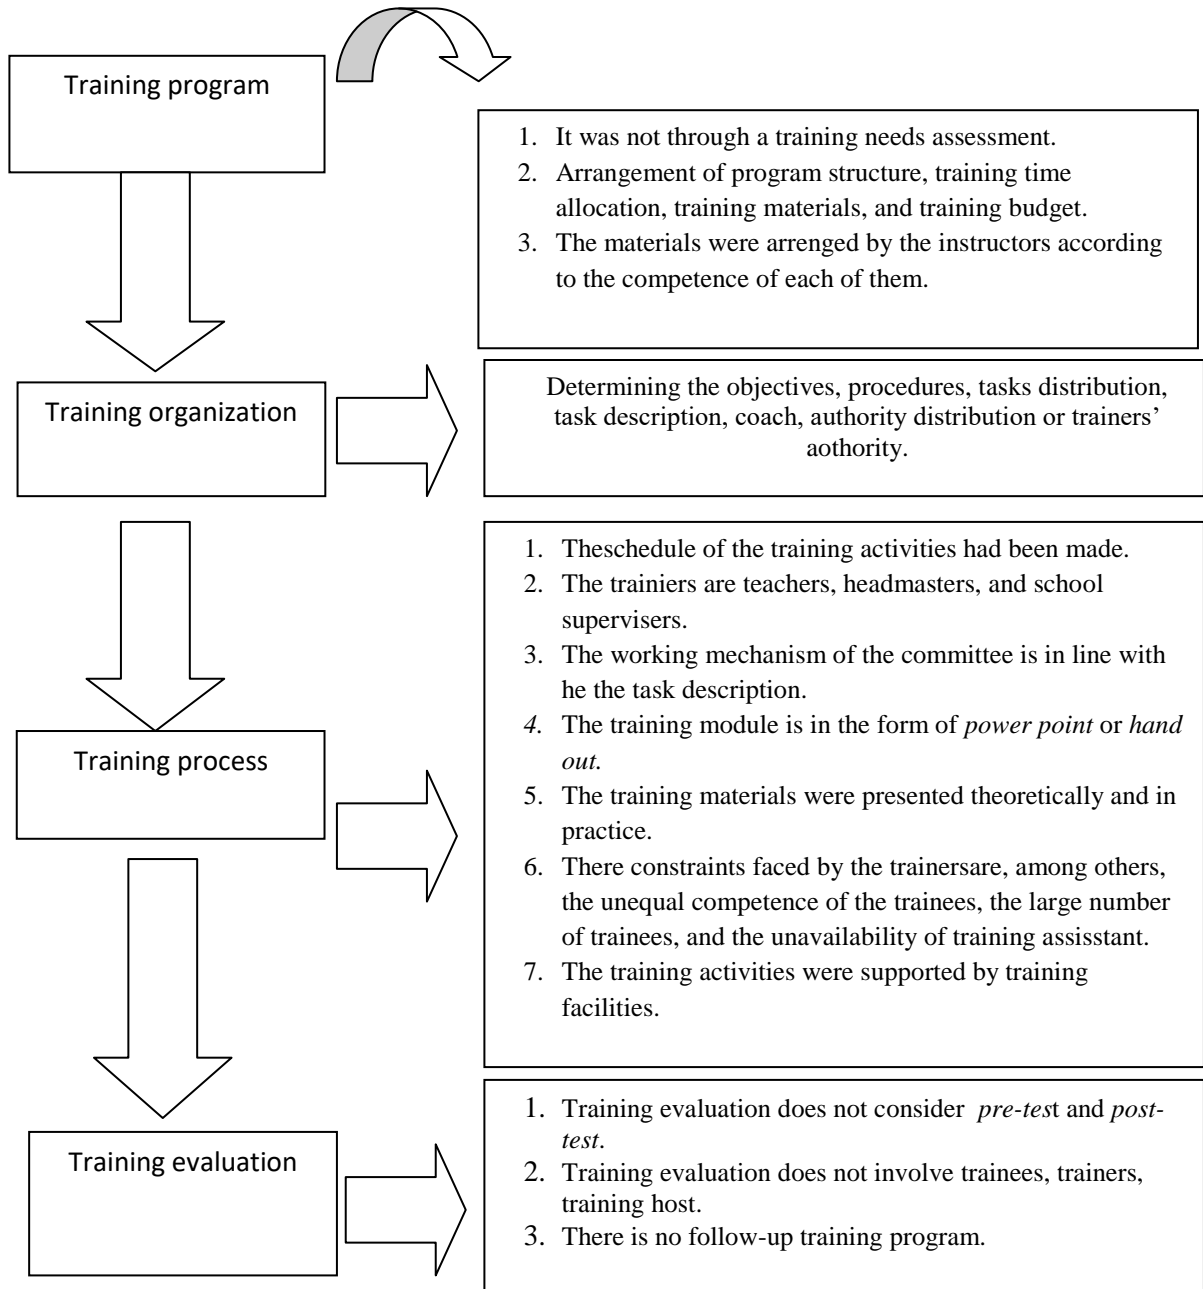 Training program
1. It was not through a training needs assessment.
2. Arrangement of program structure, training time
allocation, training materials, and training budget.
3. The materials were arrenged by the instructors according
to the competence of each of them.
Training organization
Determining the objectives, procedures, tasks distribution,
task description, coach, authority distribution or trainers’
aothority.
1. Theschedule of the training activities had been made.
2. The trainiers are teachers, headmasters, and school
supervisers.
3. The working mechanism of the committee is in line with
he the task description.
4. The training module is in the form of power point or hand
out.
5. The training materials were presented theoretically and in
practice.
6. There constraints faced by the trainersare, among others,
the unequal competence of the trainees, the large number
of trainees, and the unavailability of training assisstant.
7. The training activities were supported by training
facilities.
Training process
1. Training evaluation does not consider pre-test and post-
test.
2. Training evaluation does not involve trainees, trainers,
training host.
3. There is no follow-up training program.
Training evaluation